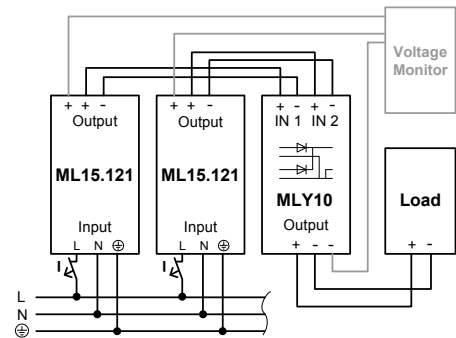 Voltage
Monitor
+ + - + + - + - + -
Output Output IN 1 IN 2
ML15.121 ML15.121 MLY10 Load
Input Input Output
L N ⏚ L N ⏚ + - - + -
I I
L
N
⏚